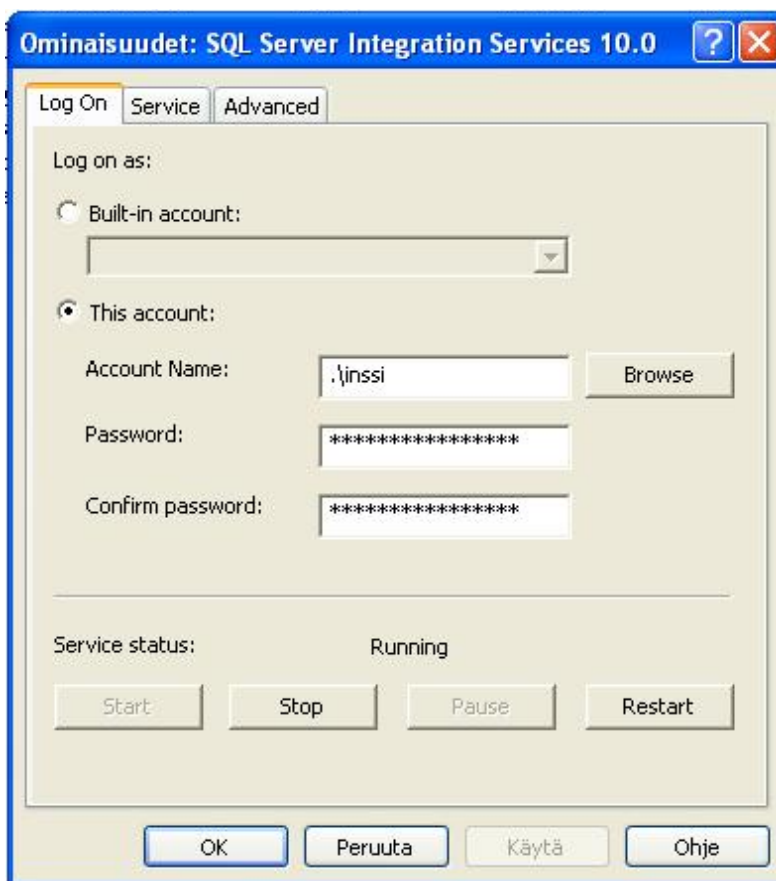 Ominaisuudet: SQL Server Integration Services 10.0
Log On Service Advanced
Log on as:
Built-in account:
This account:
Account Name: .\inssi Browse
Password: ****************
Confirm password: ****************
Service status: Running
Start Stop Pause Restart
OK Peruuta Käytä Ohje